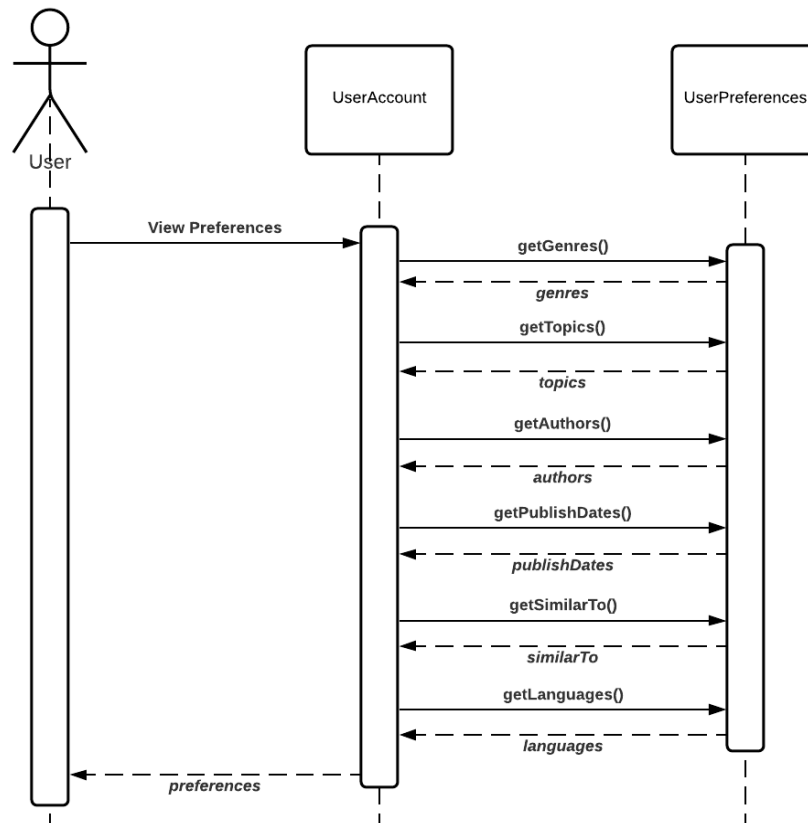 User
UserAccount
UserPreferences
View Preferences
getGenres()
genres
getTopics()
topics
getAuthors()
authors
getPublishDates()
publishDates
getSimilarTo()
similarTo
getLanguages()
languages
preferences